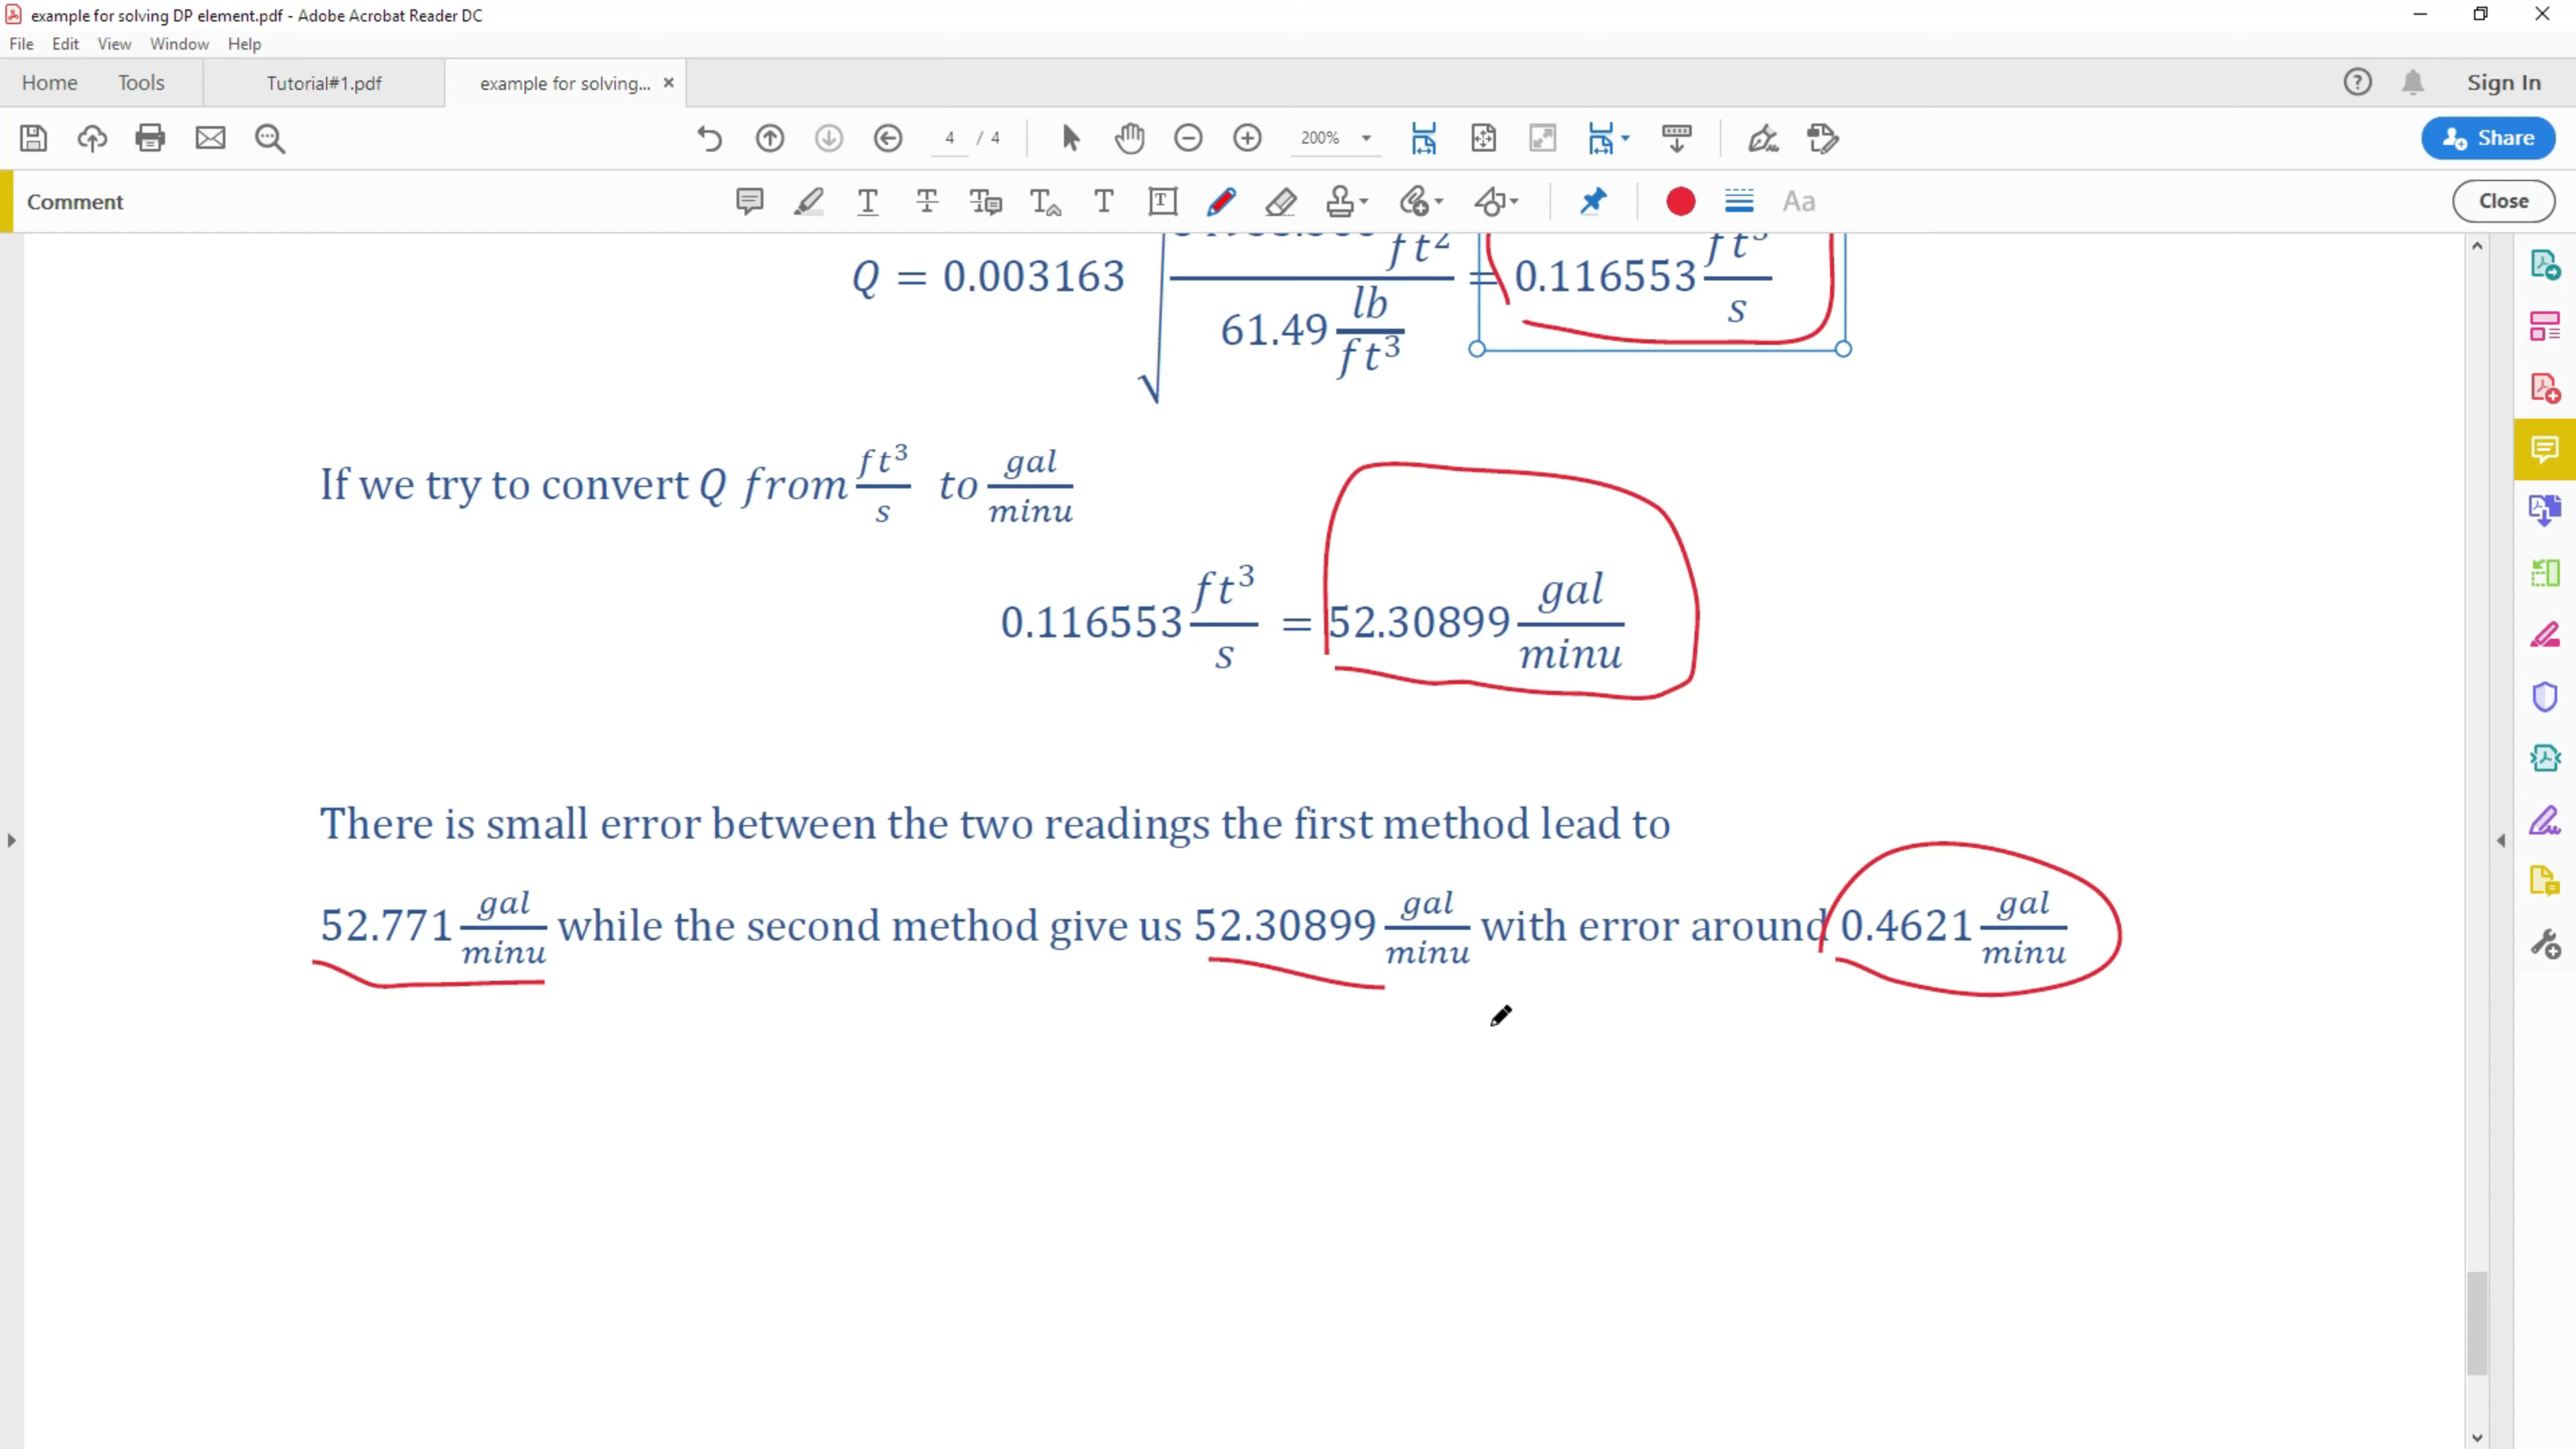 example for solving DP element.pdf - Adobe Acrobat Reader DC
File Edit View Window Help
Home Tools Tutorial#1.pdf example for solving... × Sign In
4 / 4 200% Share
Comment Aa Close
ft²
Q = 0.003163 √ 61.49 lb/ft³ = 0.116553 ft³/s
If we try to convert Q from ft³/s to gal/minu
0.116553 ft³/s = 52.30899 gal/minu
There is small error between the two readings the first method lead to
52.771 gal/minu while the second method give us 52.30899 gal/minu with error around 0.4621 gal/minu